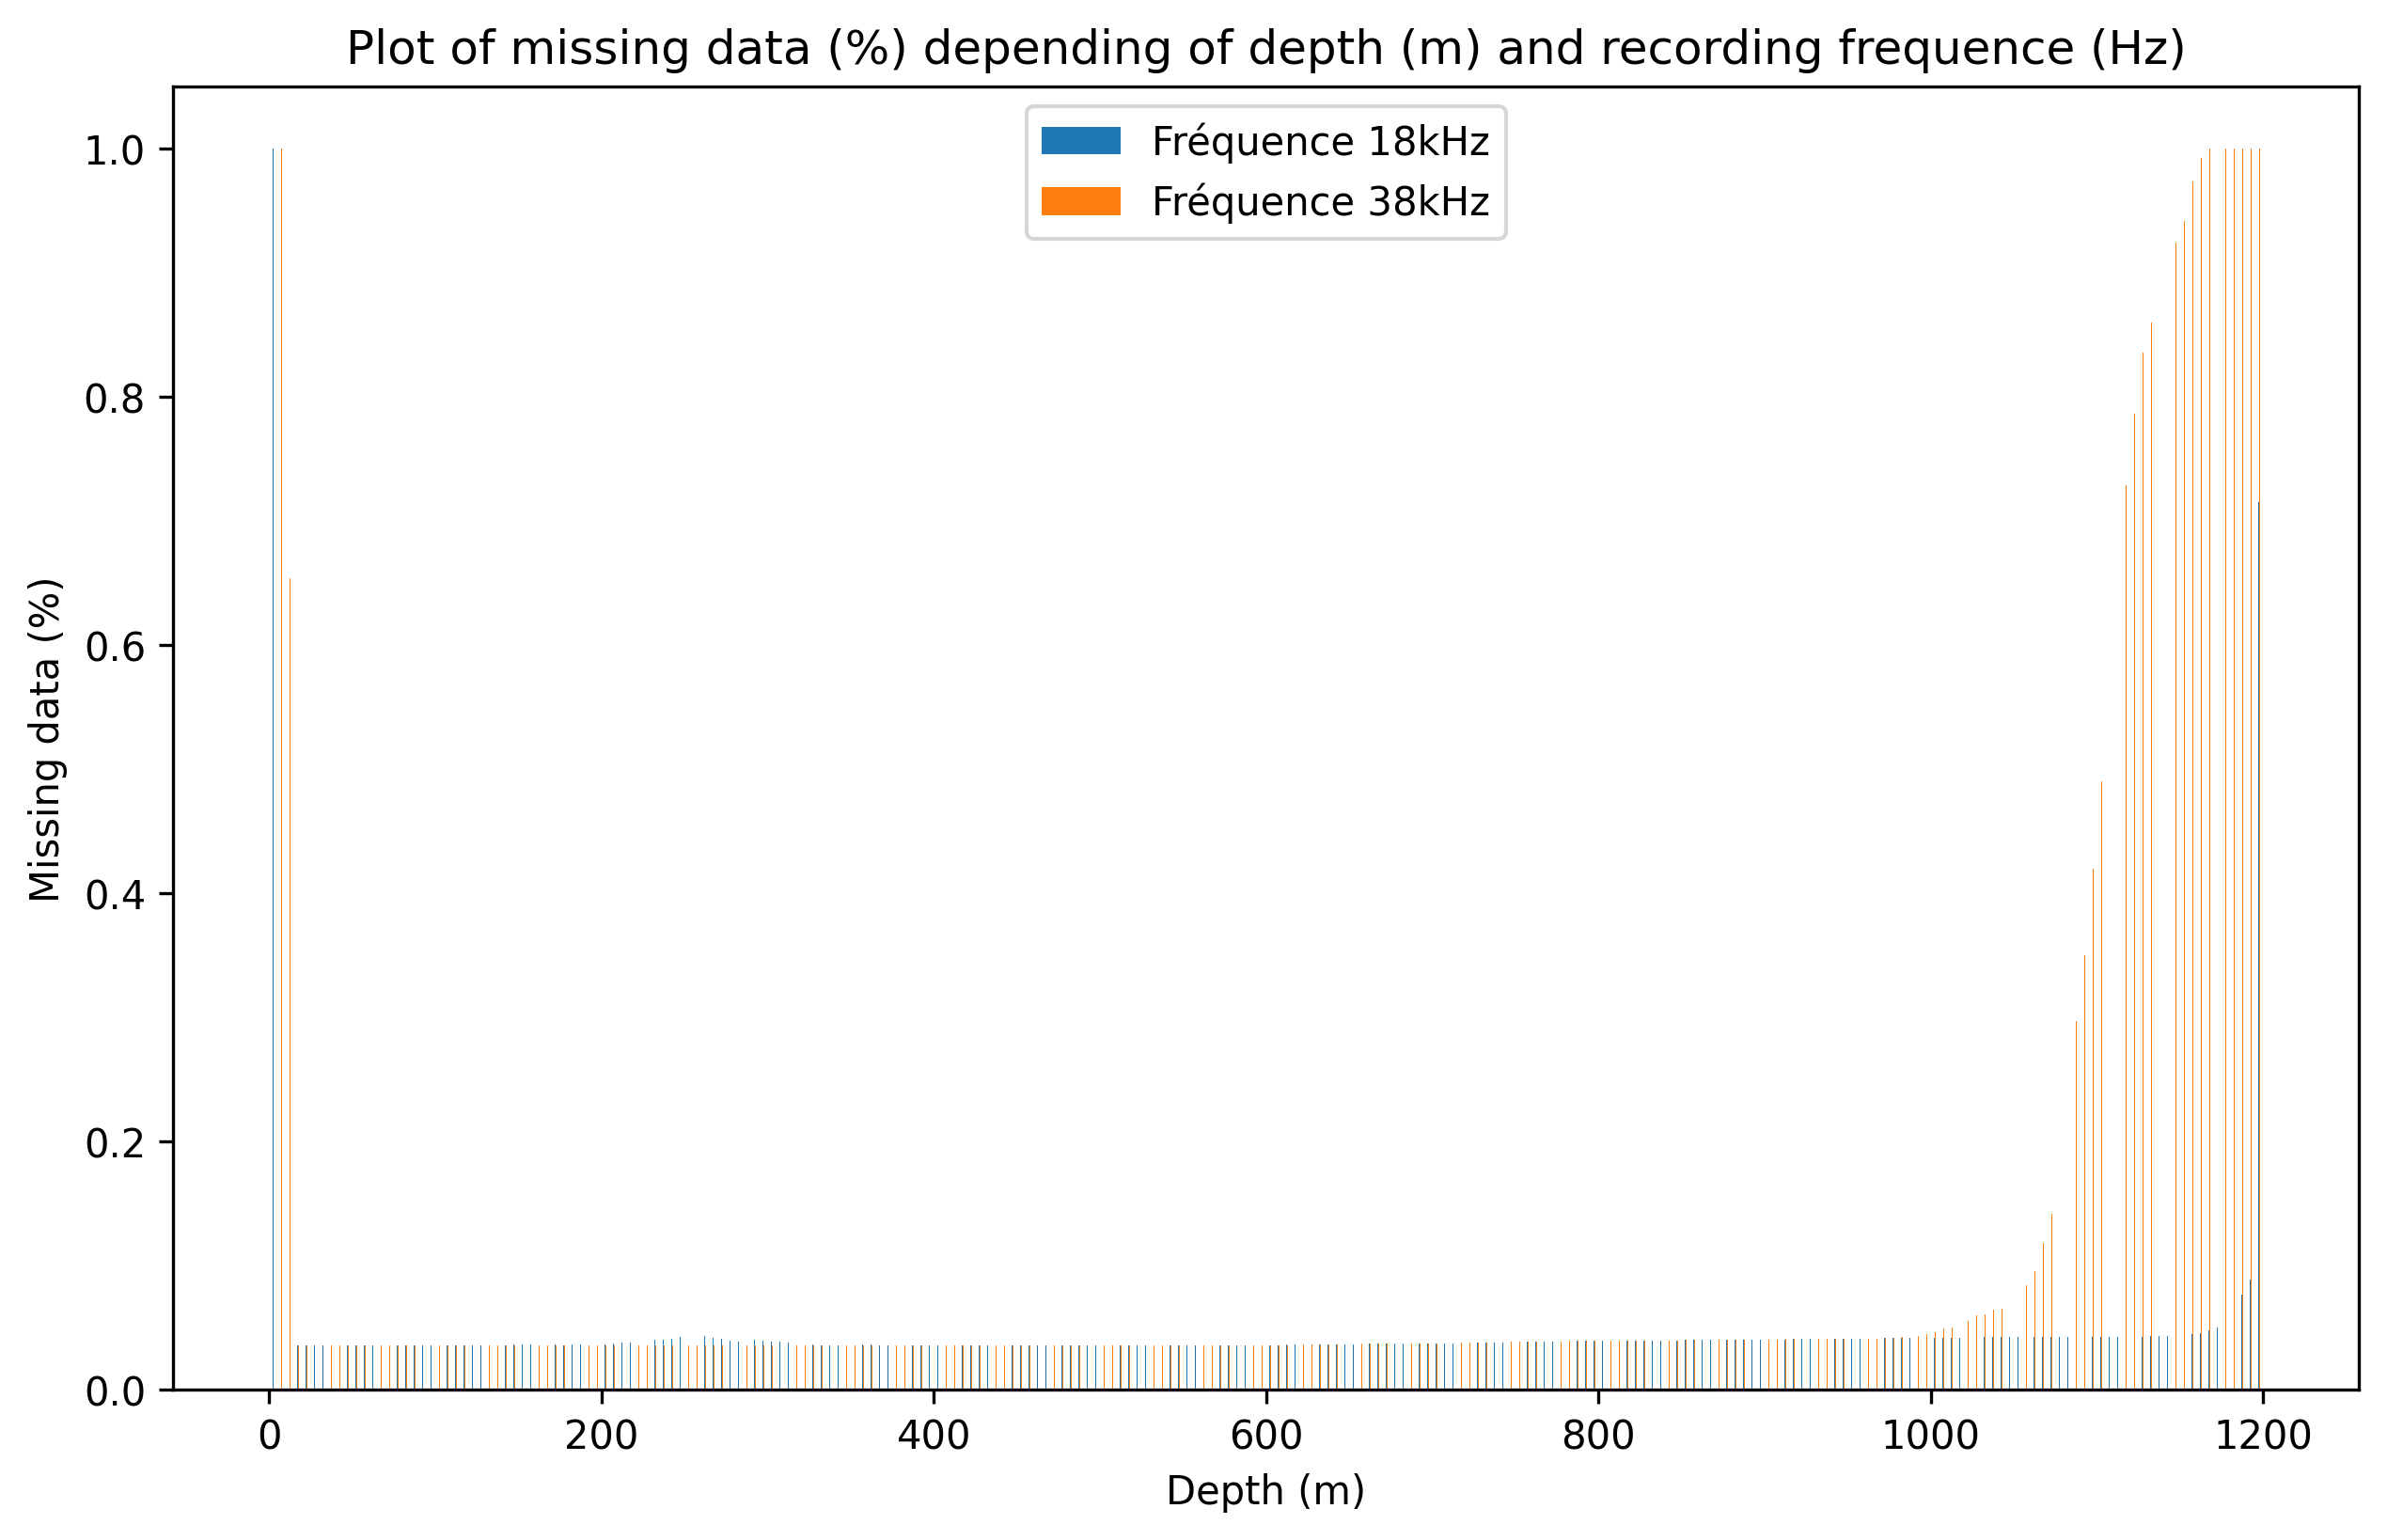 Plot of missing data (%) depending of depth (m) and recording frequence (Hz)
Fréquence 18kHz
Fréquence 38kHz
1.0
0.8
0.6
0.4
0.2
0.0
Missing data (%)
0 200 400 600 800 1000 1200
Depth (m)